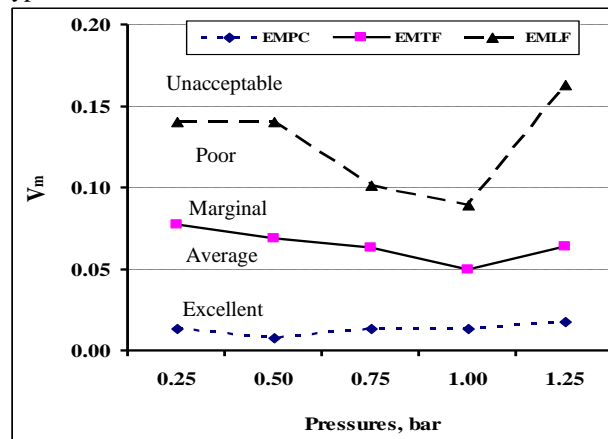 yp
0.20
EMPC EMTF EMLF
Unacceptable
0.15
Poor
Vm
0.10
Marginal
Average
0.05
Excellent
0.00
0.25 0.50 0.75 1.00 1.25
Pressures, bar